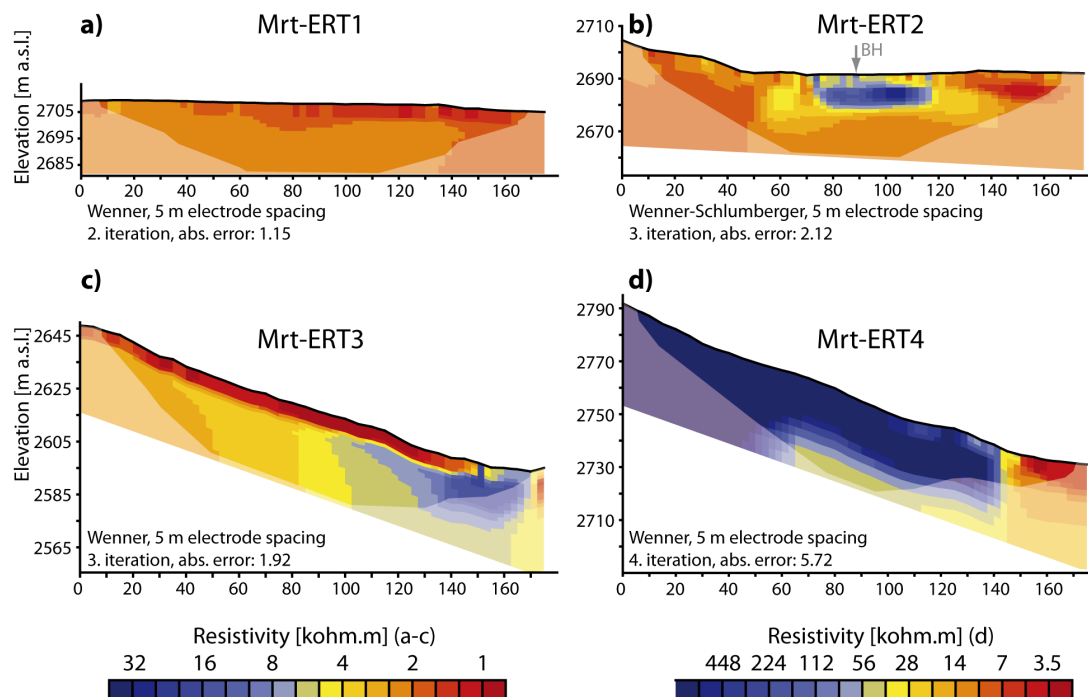 a)
Mrt-ERT1
Elevation [m a.s.l.]
2705
2695
2685
0 20 40 60 80 100 120 140 160
Wenner, 5 m electrode spacing
2. iteration, abs. error: 1.15
b)
Mrt-ERT2
BH
2710
2690
2670
0 20 40 60 80 100 120 140 160
Wenner-Schlumberger, 5 m electrode spacing
3. iteration, abs. error: 2.12
c)
Mrt-ERT3
Elevation [m a.s.l.]
2645
2625
2605
2585
2565
Wenner, 5 m electrode spacing
3. iteration, abs. error: 1.92
0 20 40 60 80 100 120 140 160
d)
Mrt-ERT4
2790
2770
2750
2730
2710
Wenner, 5 m electrode spacing
4. iteration, abs. error: 5.72
0 20 40 60 80 100 120 140 160
Resistivity [kohm.m] (a-c)
32 16 8 4 2 1
Resistivity [kohm.m] (d)
448 224 112 56 28 14 7 3.5